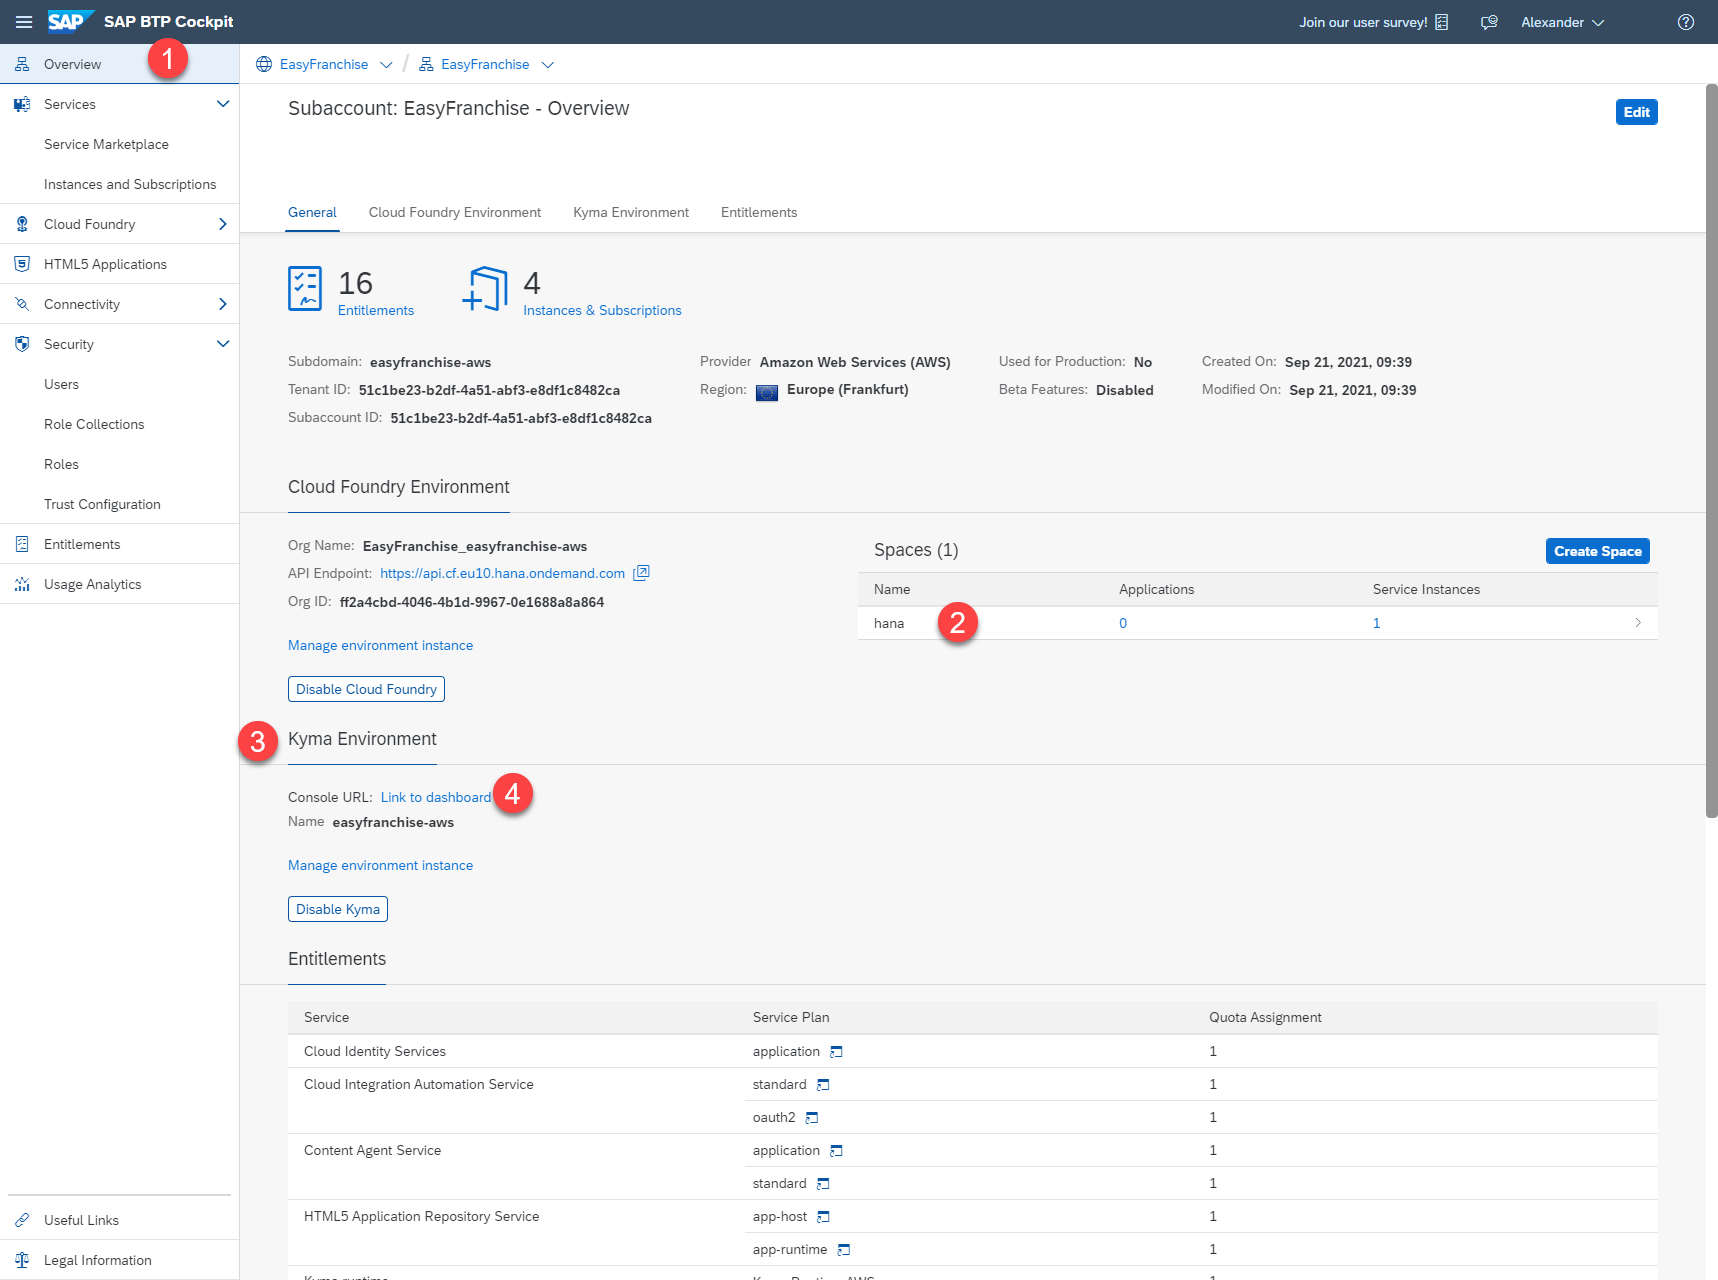 SAP BTP Cockpit
Join our user survey!
Alexander
Overview
1
Services
Service Marketplace
Instances and Subscriptions
Cloud Foundry
HTML5 Applications
Connectivity
Security
Users
Role Collections
Roles
Trust Configuration
Entitlements
Usage Analytics
Useful Links
Legal Information
EasyFranchise / EasyFranchise
Subaccount: EasyFranchise - Overview
Edit
General Cloud Foundry Environment Kyma Environment Entitlements
16
Entitlements
4
Instances & Subscriptions
Subdomain: easyfranchise-aws
Tenant ID: 51c1be23-b2df-4a51-abf3-e8df1c8482ca
Subaccount ID: 51c1be23-b2df-4a51-abf3-e8df1c8482ca
Provider Amazon Web Services (AWS)
Region: Europe (Frankfurt)
Used for Production: No
Beta Features: Disabled
Created On: Sep 21, 2021, 09:39
Modified On: Sep 21, 2021, 09:39
Cloud Foundry Environment
Org Name: EasyFranchise_easyfranchise-aws
API Endpoint: https://api.cf.eu10.hana.ondemand.com
Org ID: ff2a4cbd-4046-4b1d-9967-0e1688a8a864
Manage environment instance
Disable Cloud Foundry
Spaces (1)
Create Space
Name Applications Service Instances
hana 2 0 1
3 Kyma Environment
Console URL: Link to dashboard 4
Name easyfranchise-aws
Manage environment instance
Disable Kyma
Entitlements
Service Service Plan Quota Assignment
Cloud Identity Services application 1
Cloud Integration Automation Service standard 1
oauth2 1
Content Agent Service application 1
standard 1
HTML5 Application Repository Service app-host 1
app-runtime 1